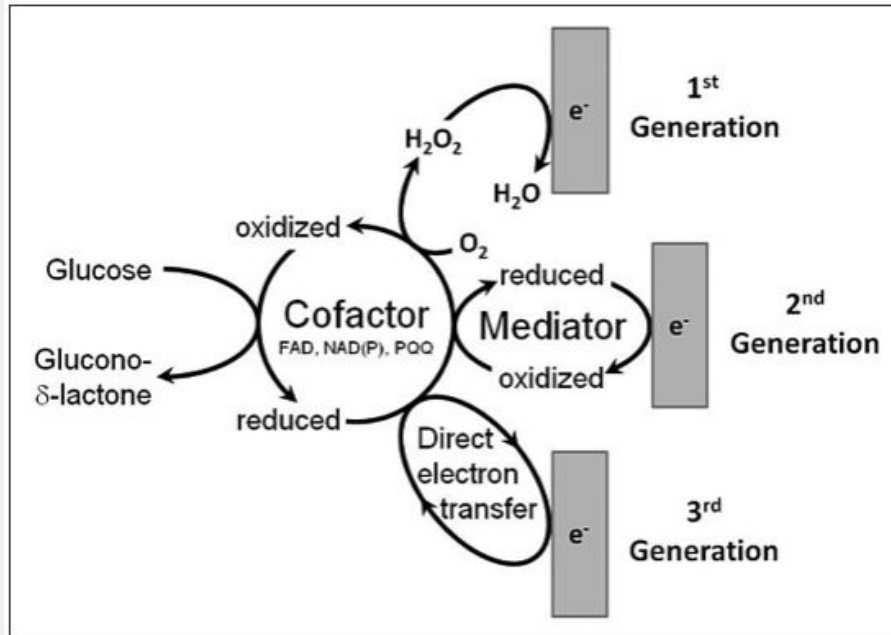 1st
Generation
e-
H2O2
H2O
oxidized
O2
Glucose
Glucono-
δ-lactone
Cofactor
FAD, NAD(P), PQQ
reduced
reduced
Mediator
oxidized
e-
2nd
Generation
Direct
electron
transfer
e-
3rd
Generation